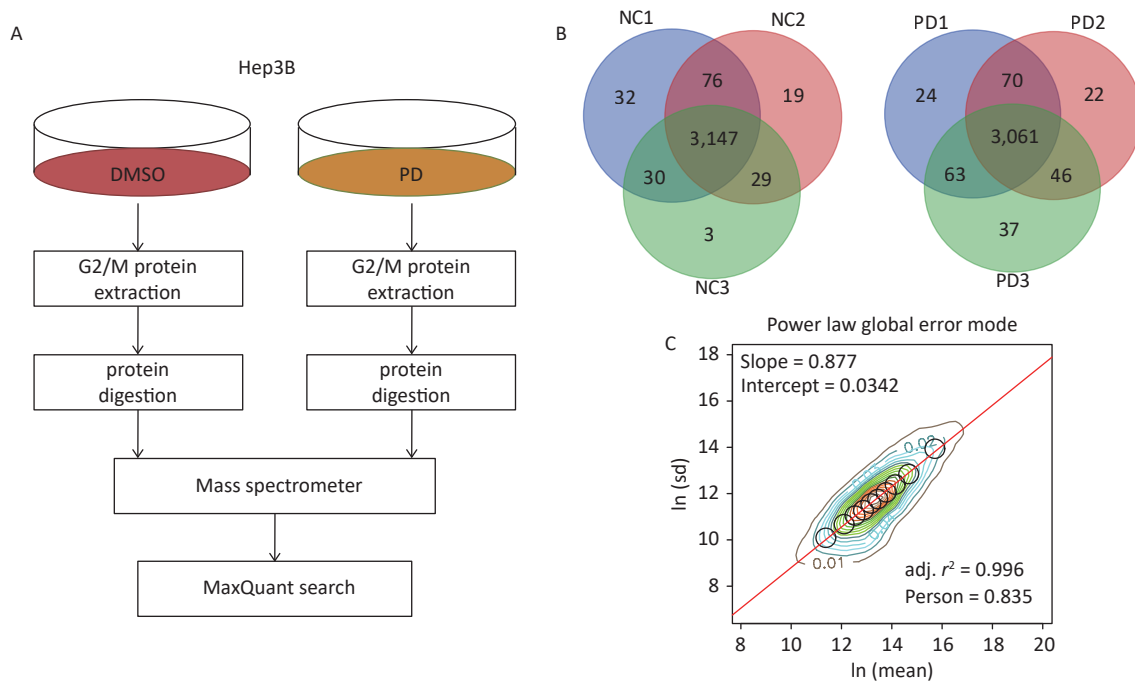 A
Hep3B
DMSO
PD
G2/M protein
extraction
G2/M protein
extraction
protein
digestion
protein
digestion
Mass spectrometer
MaxQuant search
B
NC1
NC2
32
76
19
3,147
30
29
3
NC3
PD1
PD2
24
70
22
3,061
63
46
37
PD3
C
Power law global error mode
Slope = 0.877
Intercept = 0.0342
0.02
0.04
0.01
adj. r² = 0.996
Person = 0.835
ln (sd)
18
16
14
12
10
8
8
10
12
14
16
18
20
ln (mean)